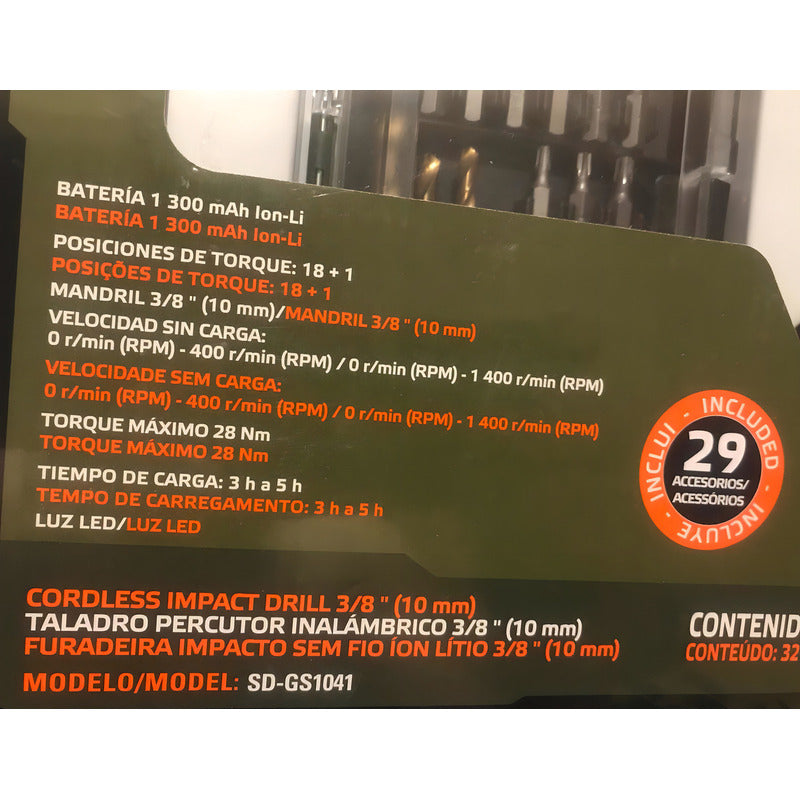 BATERÍA 1 300 mAh Ion-Li
BATERÍA 1 300 mAh Ion-Li
POSICIONES DE TORQUE: 18 + 1
POSIÇÕES DE TORQUE: 18 + 1
MANDRIL 3/8 " (10 mm)/MANDRIL 3/8 " (10 mm)
VELOCIDAD SIN CARGA:
0 r/min (RPM) - 400 r/min (RPM) / 0 r/min (RPM) - 1 400 r/min (RPM)
VELOCIDADE SEM CARGA:
0 r/min (RPM) - 400 r/min (RPM) / 0 r/min (RPM) - 1 400 r/min (RPM)
TORQUE MÁXIMO 28 Nm
TORQUE MÁXIMO 28 Nm
TIEMPO DE CARGA: 3 h a 5 h
TEMPO DE CARREGAMENTO: 3 h a 5 h
LUZ LED/LUZ LED
INCLUI - INCLUDED - INCLUYE -
29
ACCESORIOS/
ACESSÓRIOS
CORDLESS IMPACT DRILL 3/8 " (10 mm)
TALADRO PERCUTOR INALÁMBRICO 3/8 " (10 mm)
FURADEIRA IMPACTO SEM FIO ÍON LÍTIO 3/8 " (10 mm)
MODELO/MODEL: SD-GS1041
CONTENID
CONTEÚDO: 32